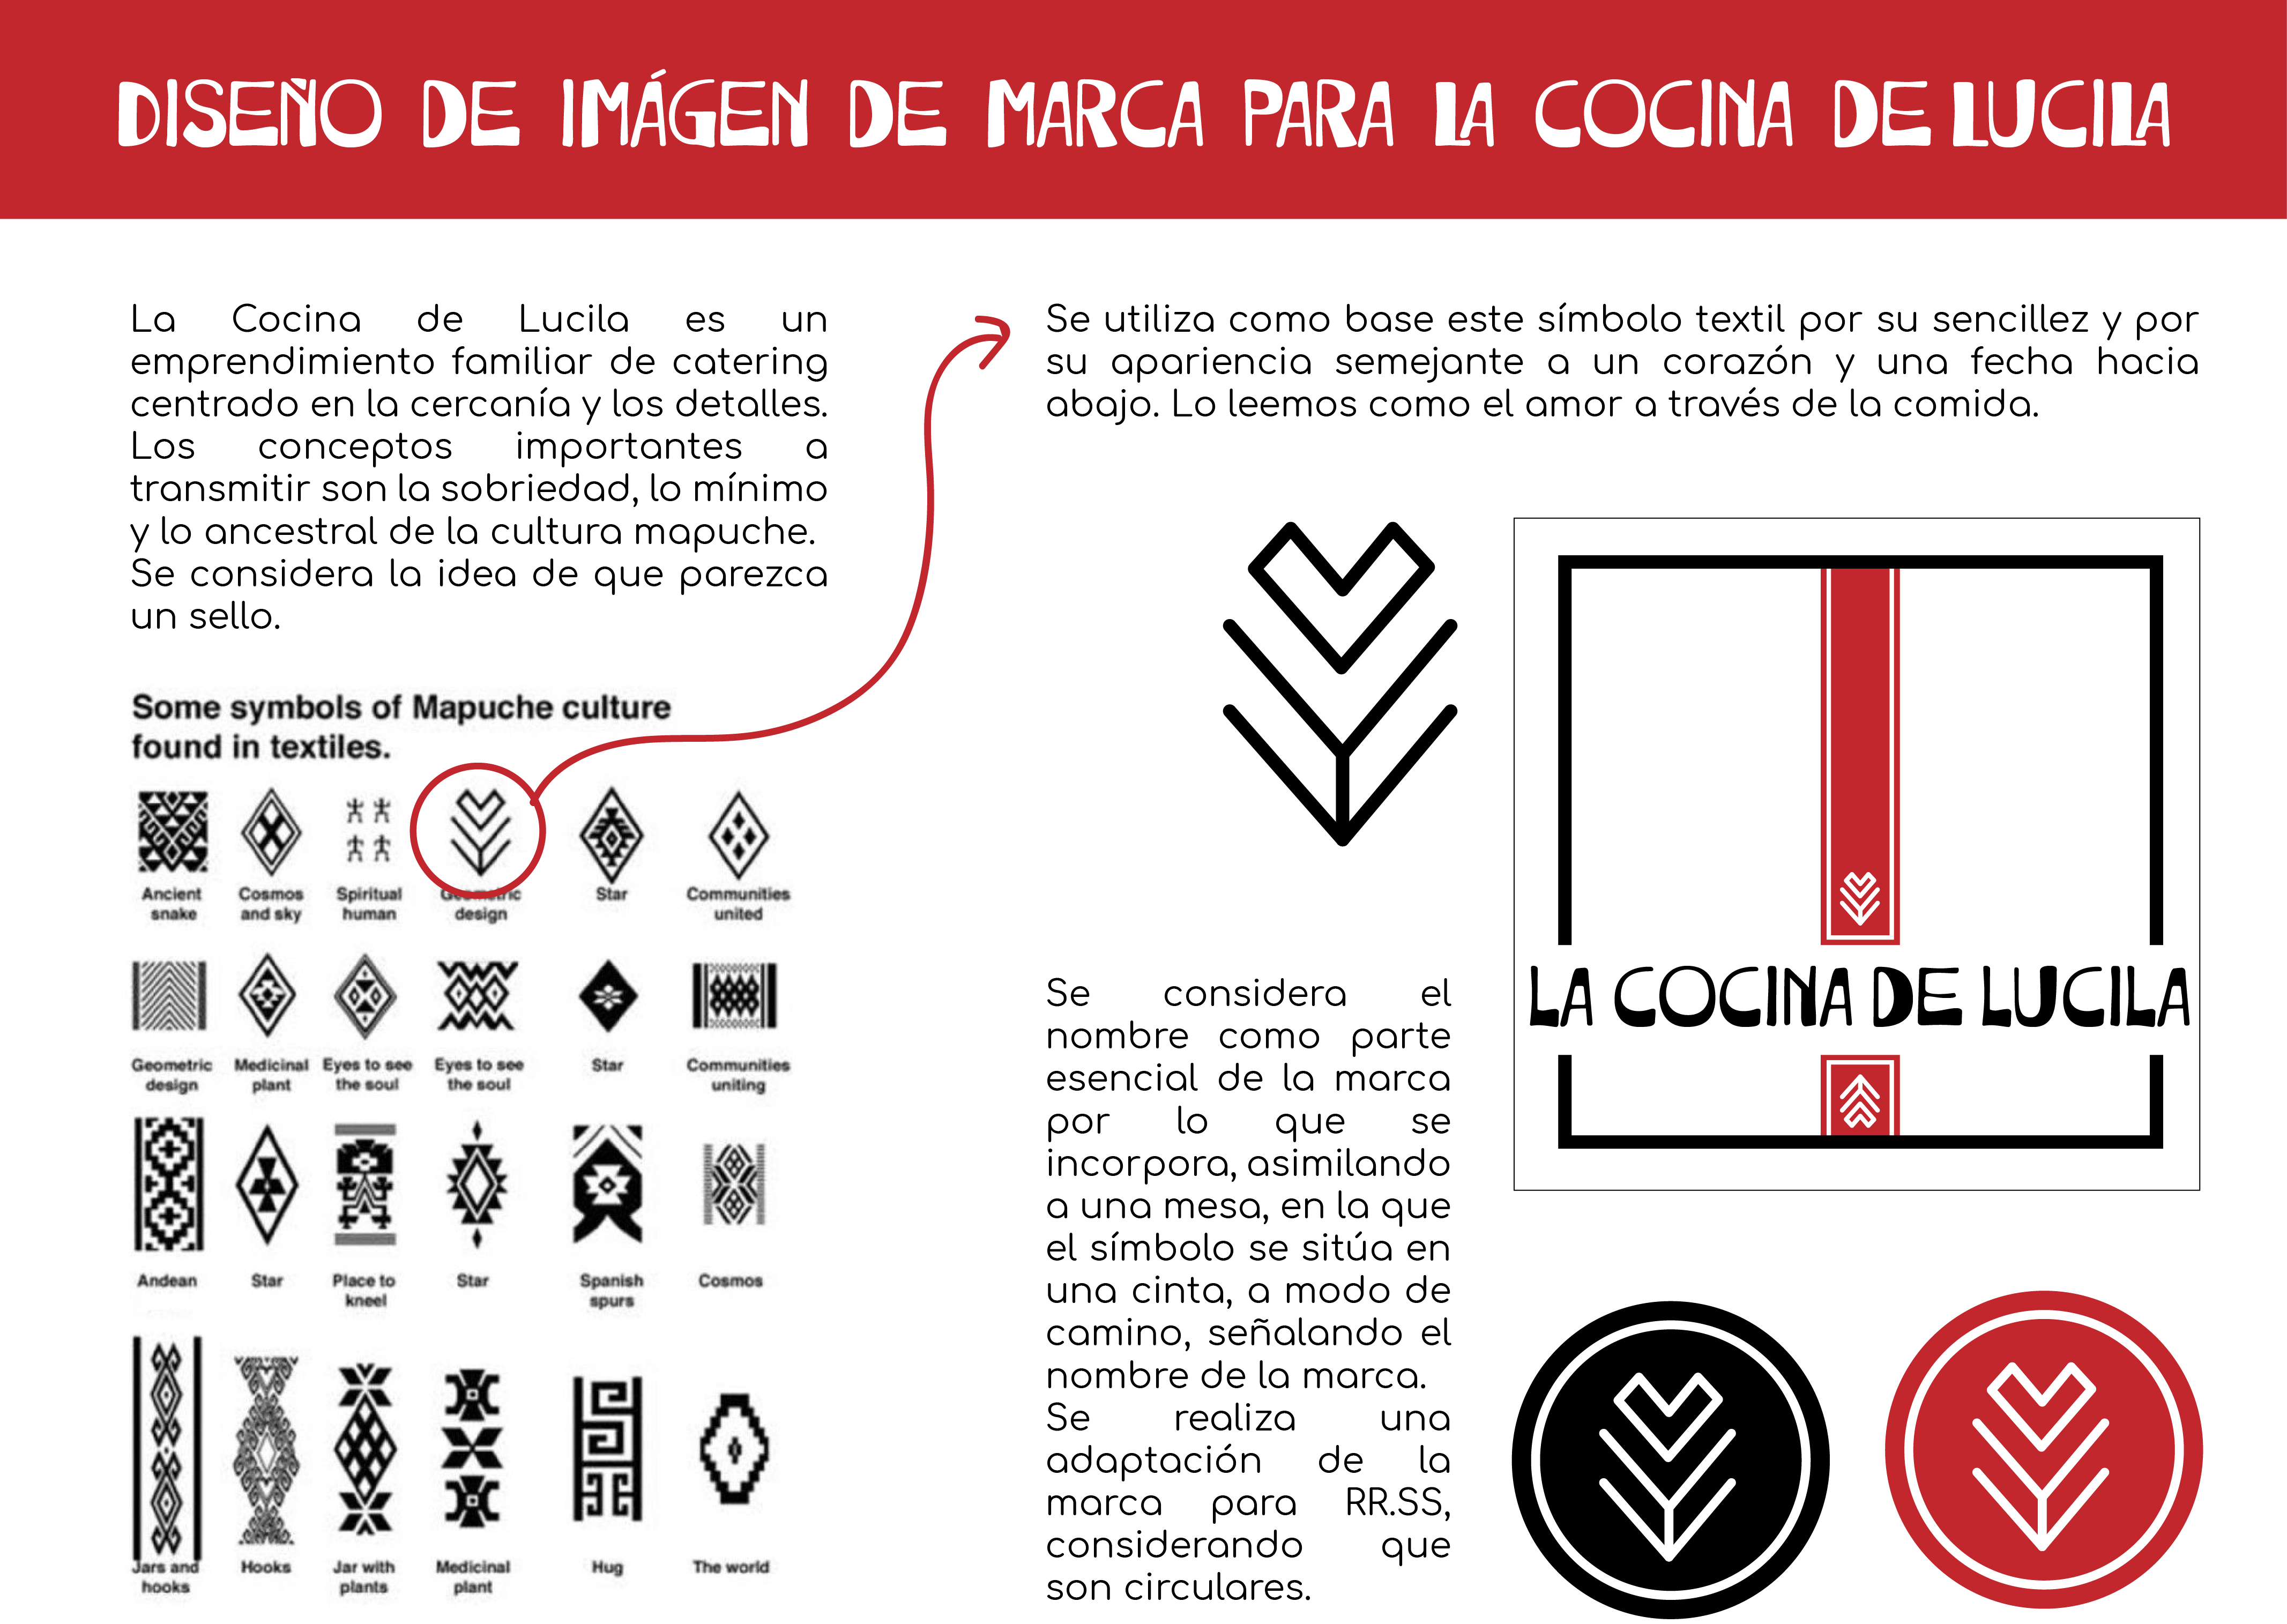 DISEÑO DE IMÁGEN DE MARCA PARA LA COCINA DE LUCILA
La Cocina de Lucila es un
emprendimiento familiar de catering
centrado en la cercanía y los detalles.
Los conceptos importantes a
transmitir son la sobriedad, lo mínimo
y lo ancestral de la cultura mapuche.
Se considera la idea de que parezca
un sello.
Some symbols of Mapuche culture
found in textiles.
Ancient
snake
Cosmos
and sky
Spiritual
human
Geometric
design
Star
Communities
united
Geometric
design
Medicinal
plant
Eyes to see
the soul
Eyes to see
the soul
Star
Communities
uniting
Andean
Star
Place to
kneel
Star
Spanish
spurs
Cosmos
Jars and
hooks
Hooks
Jar with
plants
Medicinal
plant
Hug
The world
Se utiliza como base este símbolo textil por su sencillez y por
su apariencia semejante a un corazón y una fecha hacia
abajo. Lo leemos como el amor a través de la comida.
Se considera el
nombre como parte
esencial de la marca
por lo que se
incorpora, asimilando
a una mesa, en la que
el símbolo se sitúa en
una cinta, a modo de
camino, señalando el
nombre de la marca.
Se realiza una
adaptación de la
marca para RR.SS,
considerando que
son circulares.
LA COCINA DE LUCILA